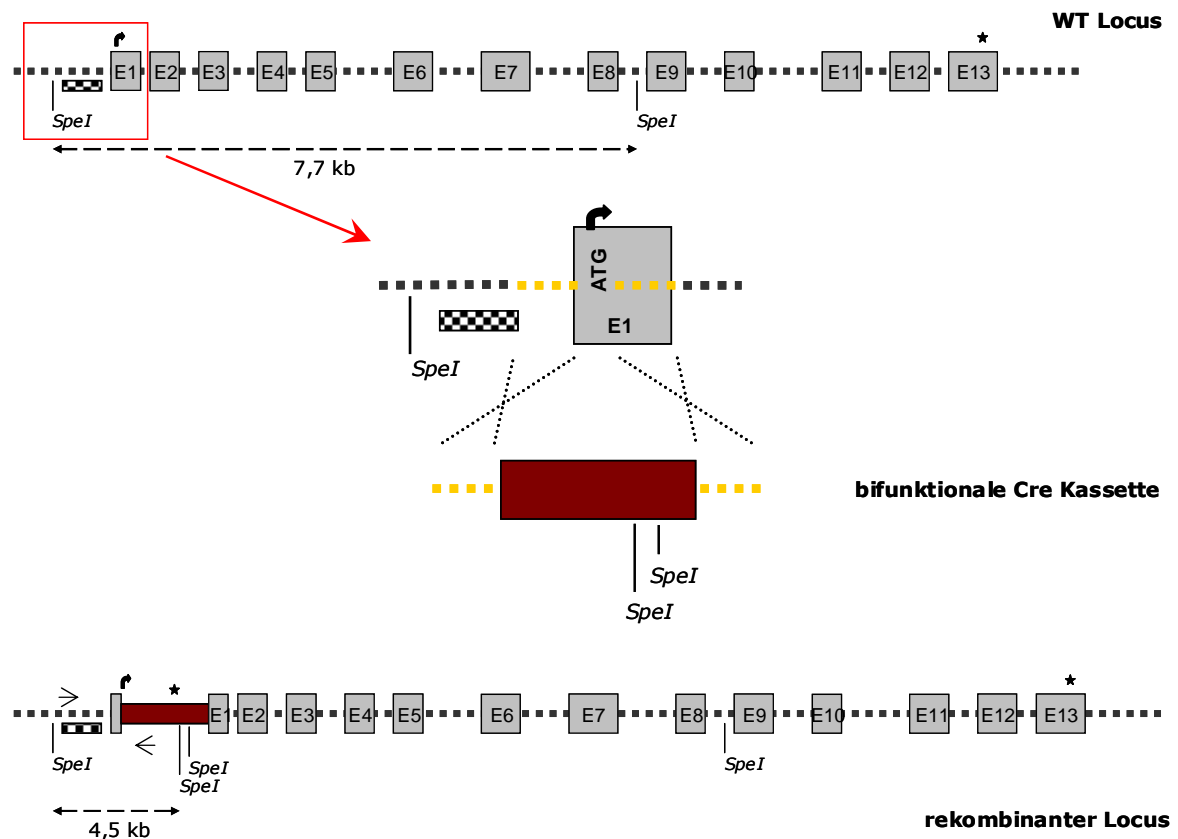 WT Locus
E1 E2 E3 E4 E5 E6 E7 E8 E9 E10 E11 E12 E13
SpeI SpeI
7,7 kb
ATG
E1
SpeI
bifunktionale Cre Kassette
SpeI
SpeI
E1 E2 E3 E4 E5 E6 E7 E8 E9 E10 E11 E12 E13
SpeI SpeI SpeI
SpeI
4,5 kb
rekombinanter Locus